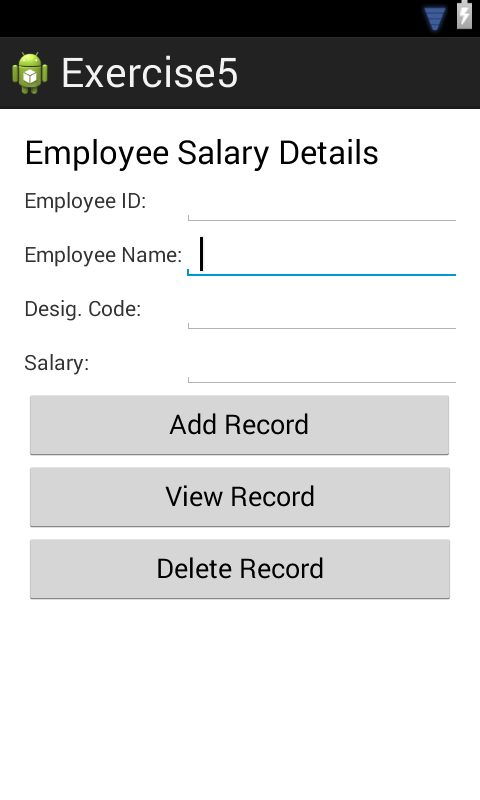 Exercise5
Employee Salary Details
Employee ID:
Employee Name:
Desig. Code:
Salary:
Add Record
View Record
Delete Record